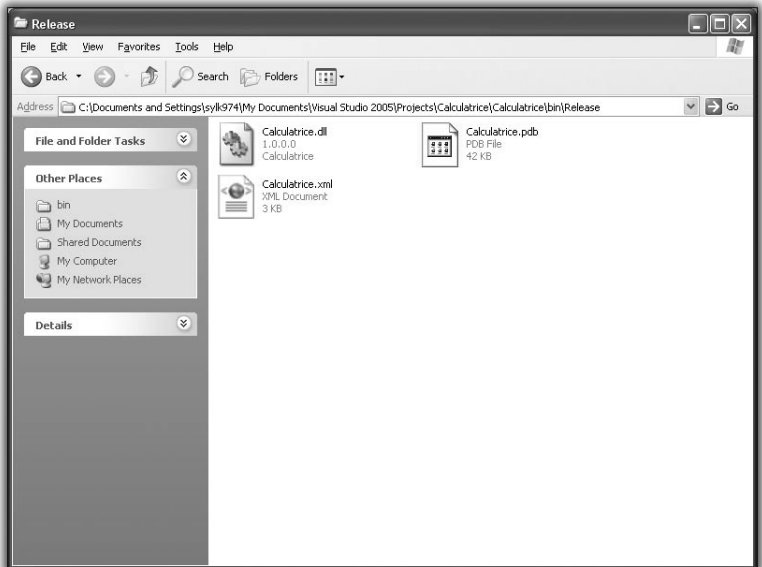 Release
File Edit View Favorites Tools Help
Back Search Folders
Address C:\Documents and Settings\sylk974\My Documents\Visual Studio 2005\Projects\Calculatrice\Calculatrice\bin\Release Go
File and Folder Tasks
Other Places
bin
My Documents
Shared Documents
My Computer
My Network Places
Details
Calculatrice.dll
1.0.0.0
Calculatrice
Calculatrice.pdb
PDB File
42 KB
Calculatrice.xml
XML Document
3 KB